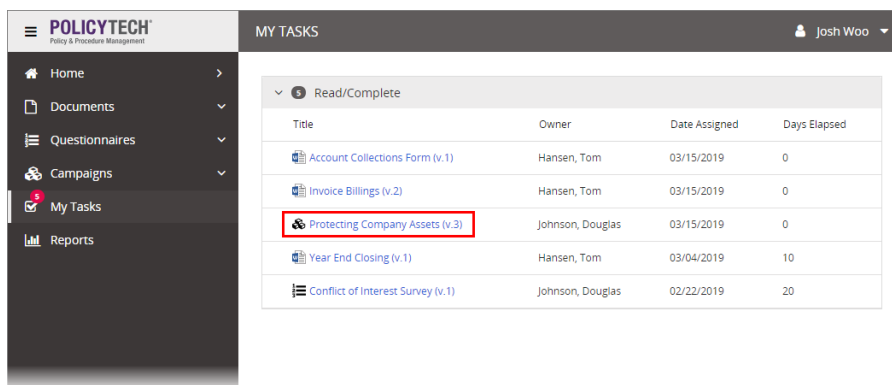 POLICYTECH®
Policy & Procedure Management
MY TASKS
Josh Woo
Home
Documents
Questionnaires
Campaigns
5
My Tasks
Reports
5 Read/Complete
Title Owner Date Assigned Days Elapsed
Account Collections Form (v.1) Hansen, Tom 03/15/2019 0
Invoice Billings (v.2) Hansen, Tom 03/15/2019 0
Protecting Company Assets (v.3) Johnson, Douglas 03/15/2019 0
Year End Closing (v.1) Hansen, Tom 03/04/2019 10
Conflict of Interest Survey (v.1) Johnson, Douglas 02/22/2019 20